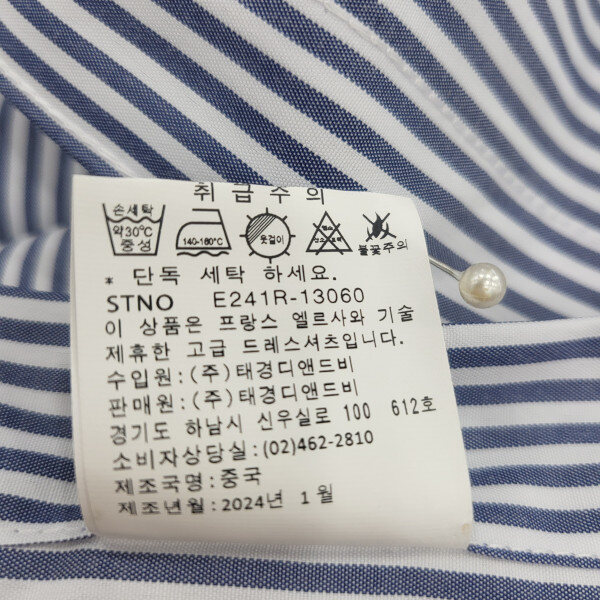 취급주의
손세탁
약30℃
중성
140-160℃
옷걸이
염소
불꽃주의
* 단독 세탁 하세요.
STNO E241R-13060
이 상품은 프랑스 엘르사와 기술
제휴한 고급 드레스셔츠입니다.
수입원 : (주)태경디앤드비
판매원 : (주)태경디앤드비
경기도 하남시 신우실로 100 612호
소비자상담실:(02)462-2810
제조국명 : 중국
제조년월 : 2024년 1월